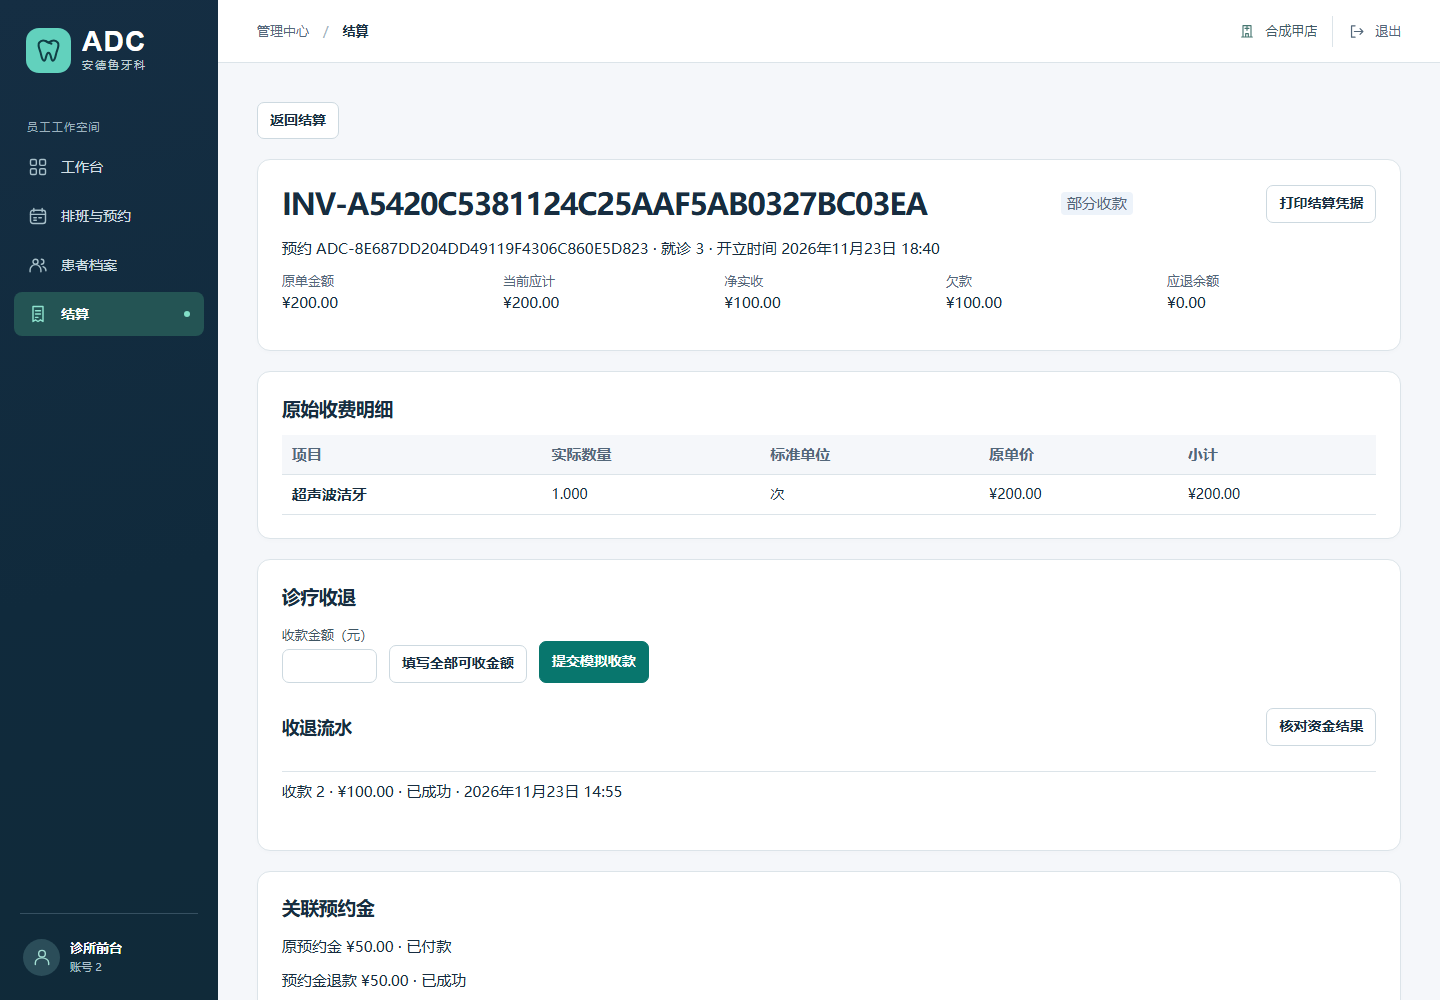 ADC
安德鲁牙科
员工工作空间
工作台
排班与预约
患者档案
结算
诊所前台
账号 2
管理中心 / 结算
合成甲店
退出
返回结算
INV-A5420C5381124C25AAF5AB0327BC03EA
部分收款
打印结算凭据
预约 ADC-8E687DD204DD49119F4306C860E5D823 · 就诊 3 · 开立时间 2026年11月23日 18:40
原单金额 当前应计 净实收 欠款 应退余额
¥200.00 ¥200.00 ¥100.00 ¥100.00 ¥0.00
原始收费明细
项目 实际数量 标准单位 原单价 小计
超声波洁牙 1.000 次 ¥200.00 ¥200.00
诊疗收退
收款金额（元）
填写全部可收金额
提交模拟收款
收退流水
核对资金结果
收款 2 · ¥100.00 · 已成功 · 2026年11月23日 14:55
关联预约金
原预约金 ¥50.00 · 已付款
预约金退款 ¥50.00 · 已成功